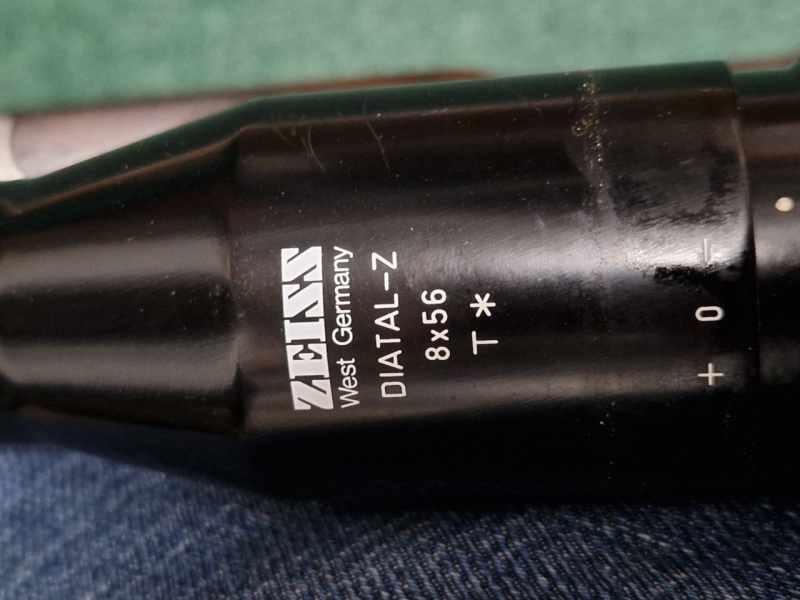 ZEISS
West Germany
DIATAL-Z
8x56
T*
+ 0 -